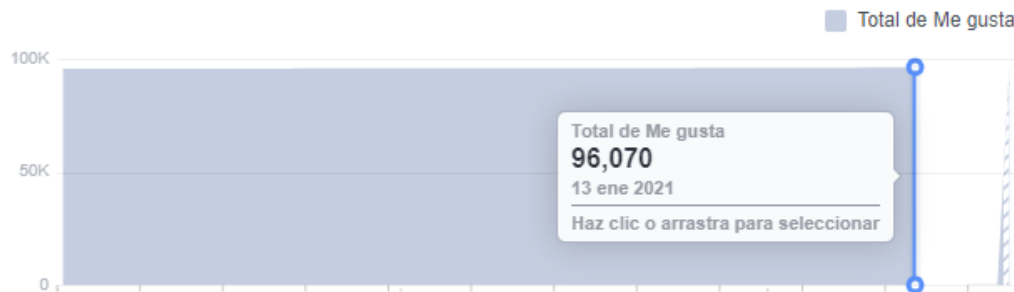 Total de Me gusta
100K
50K
0
Total de Me gusta
96,070
13 ene 2021
Haz clic o arrastra para seleccionar